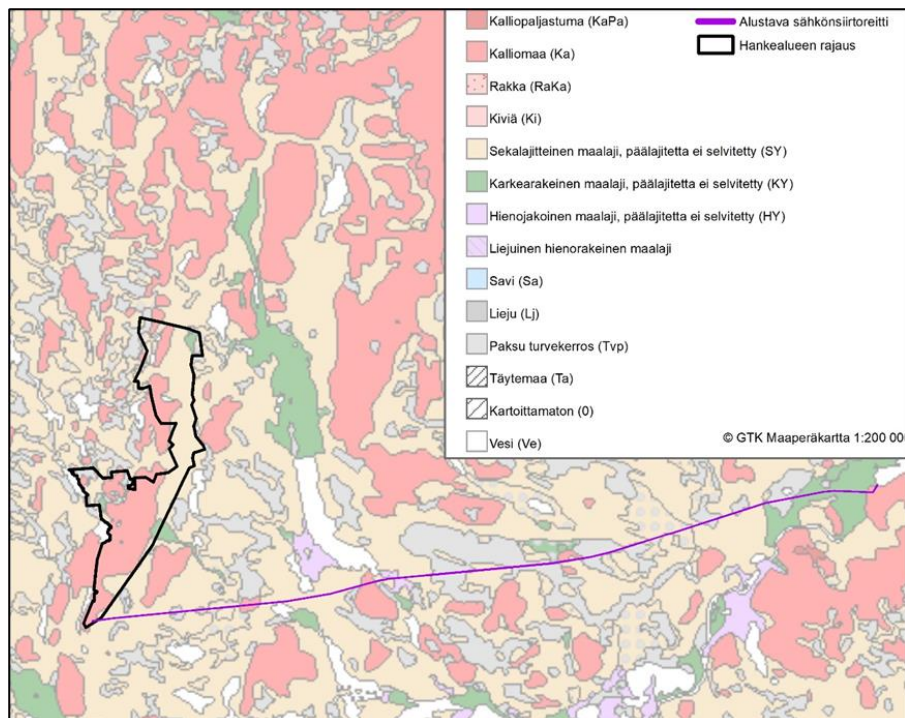 Kalliopaljastuma (KaPa)
Kalliomaa (Ka)
Rakka (RaKa)
Kiviä (Ki)
Sekalajitteinen maalaji, päälajitetta ei selvitetty (SY)
Karkearakeinen maalaji, päälajitetta ei selvitetty (KY)
Hienojakoinen maalaji, päälajitetta ei selvitetty (HY)
Liejuinen hienorakeinen maalaji
Savi (Sa)
Lieju (Lj)
Paksu turvekerros (Tvp)
Täytemaa (Ta)
Kartoittamaton (0)
Vesi (Ve)
Alustava sähkönsiirtoreitti
Hankealueen rajaus
© GTK Maaperäkartta 1:200 00